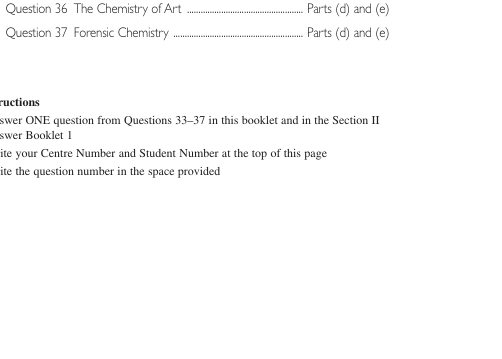 Question 36 The Chemistry of Art ........................................................ Parts (d) and (e)
Question 37 Forensic Chemistry ............................................................... Parts (d) and (e)
ructions
swer ONE question from Questions 33–37 in this booklet and in the Section II
swer Booklet 1
ite your Centre Number and Student Number at the top of this page
ite the question number in the space provided